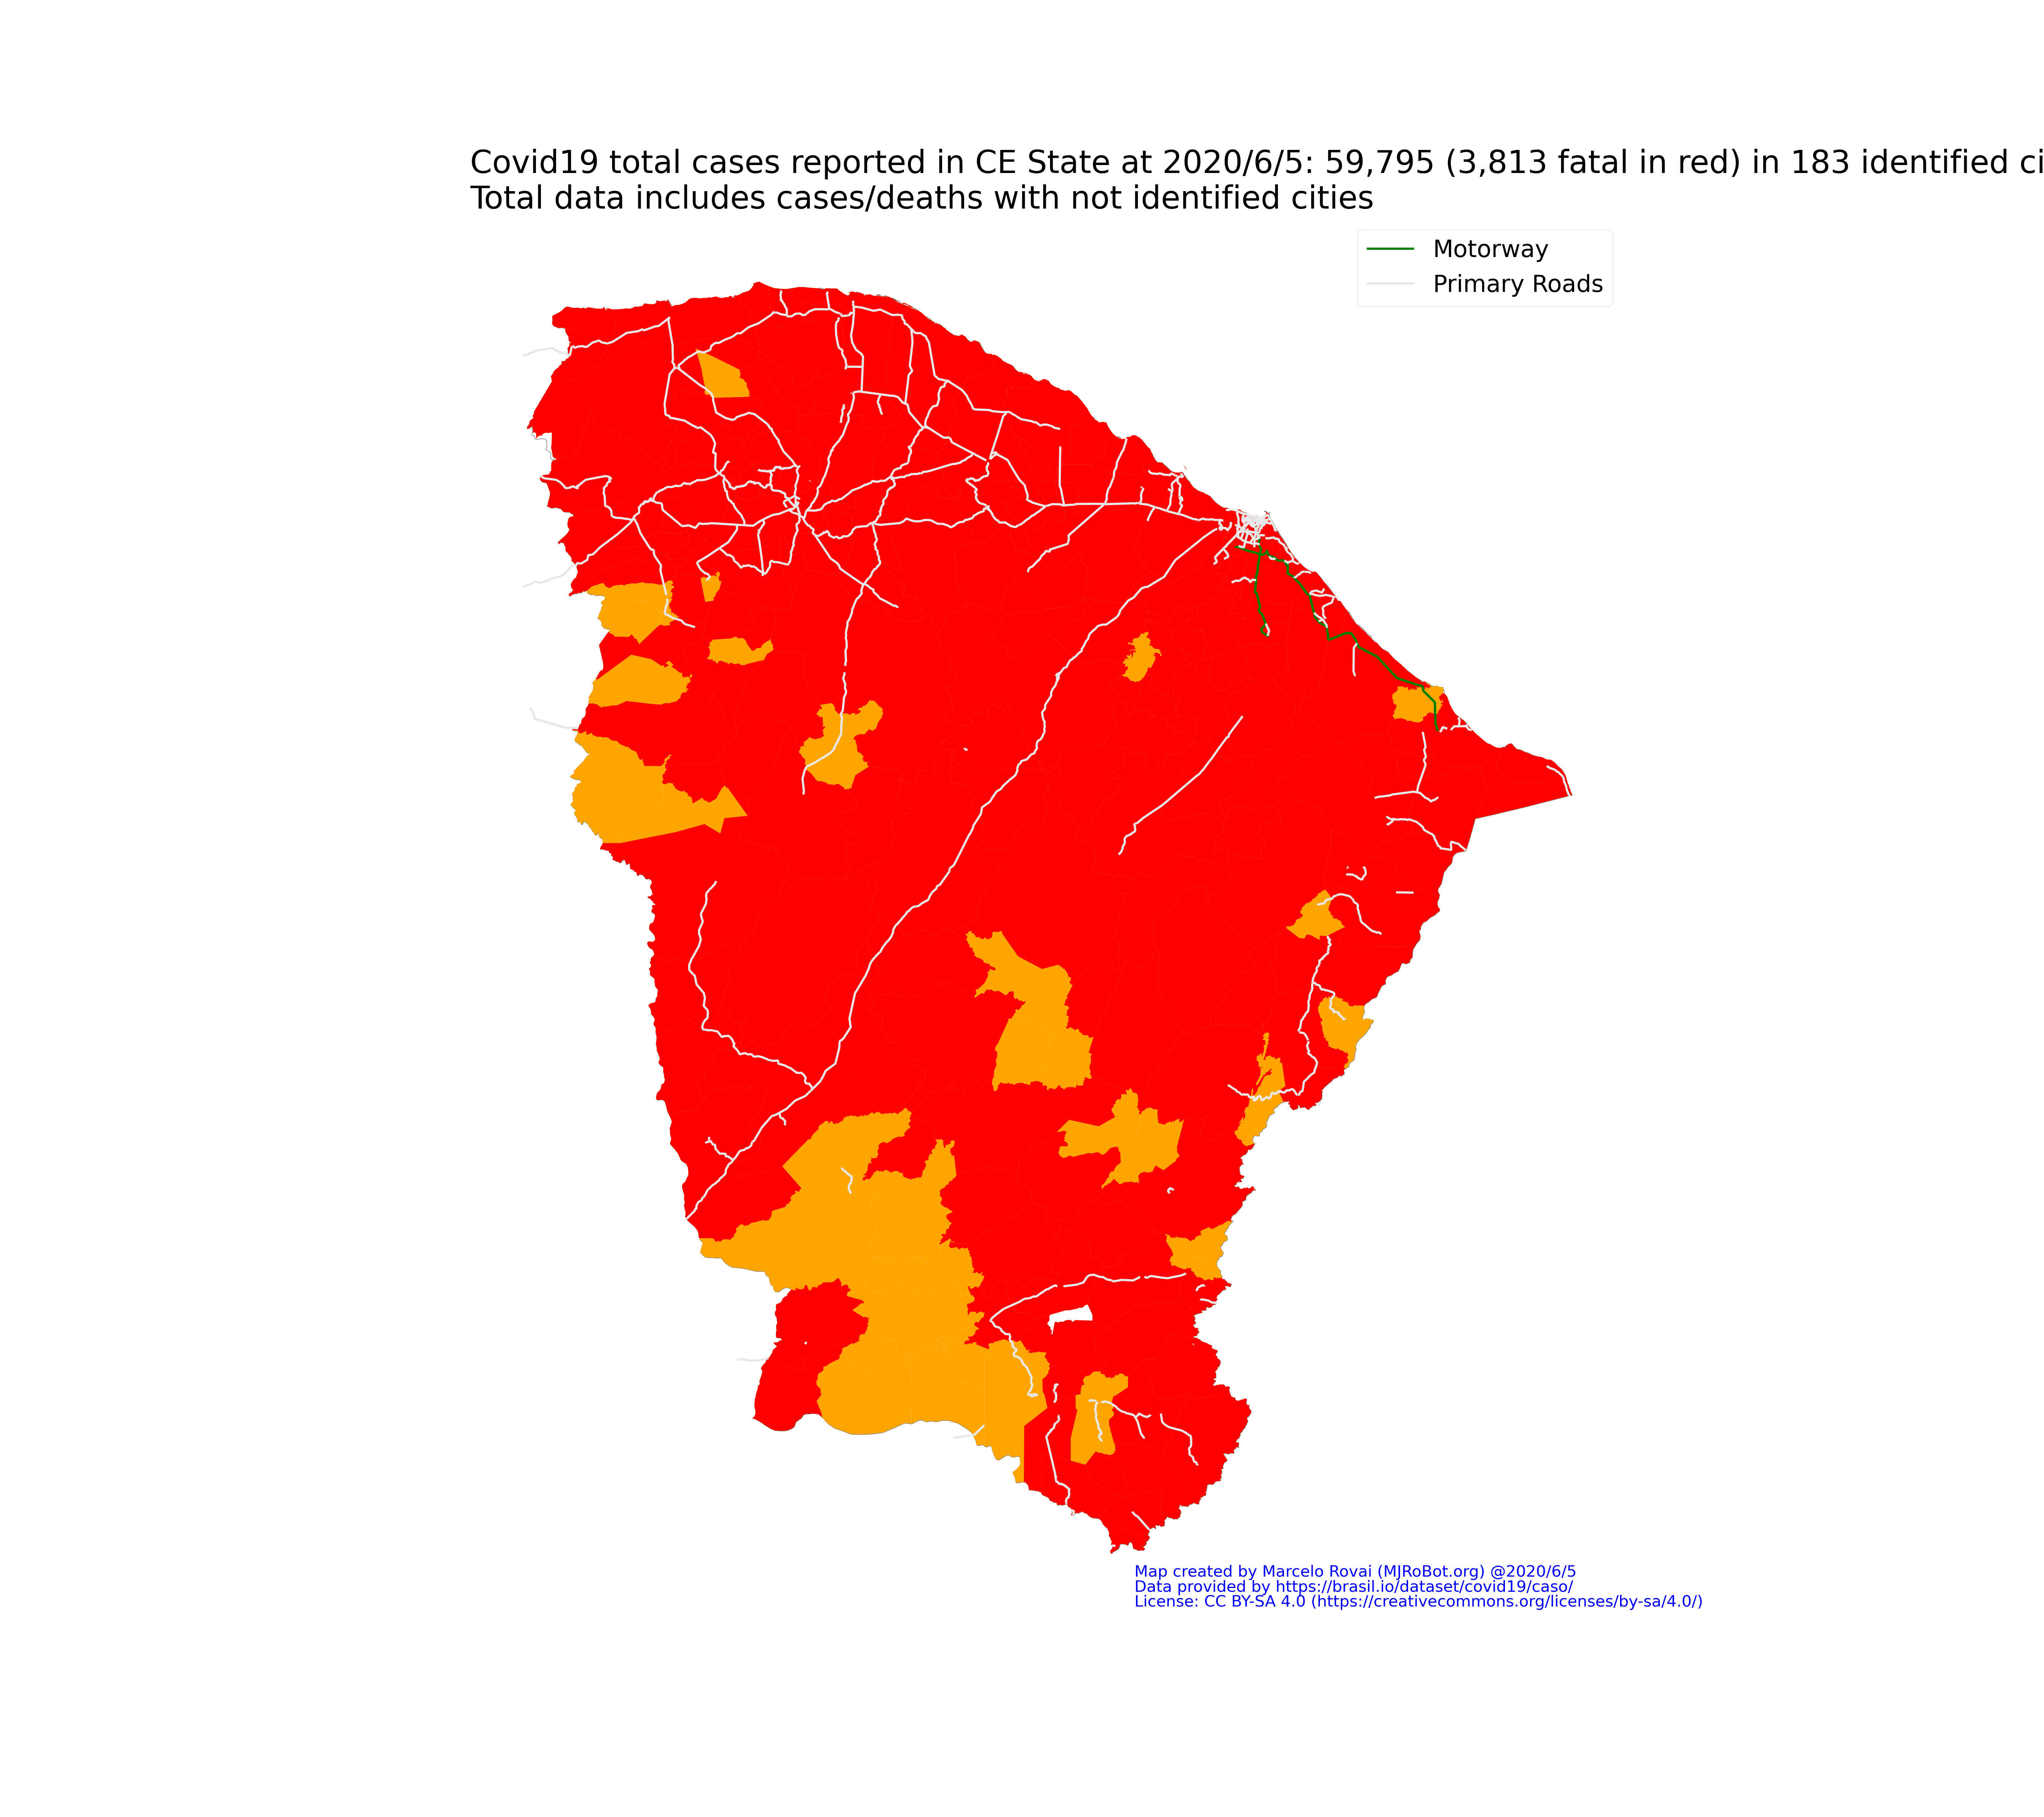 Covid19 total cases reported in CE State at 2020/6/5: 59,795 (3,813 fatal in red) in 183 identified ci
Total data includes cases/deaths with not identified cities
Motorway
Primary Roads
Map created by Marcelo Rovai (MJRoBot.org) @2020/6/5
Data provided by https://brasil.io/dataset/covid19/caso/
License: CC BY-SA 4.0 (https://creativecommons.org/licenses/by-sa/4.0/)